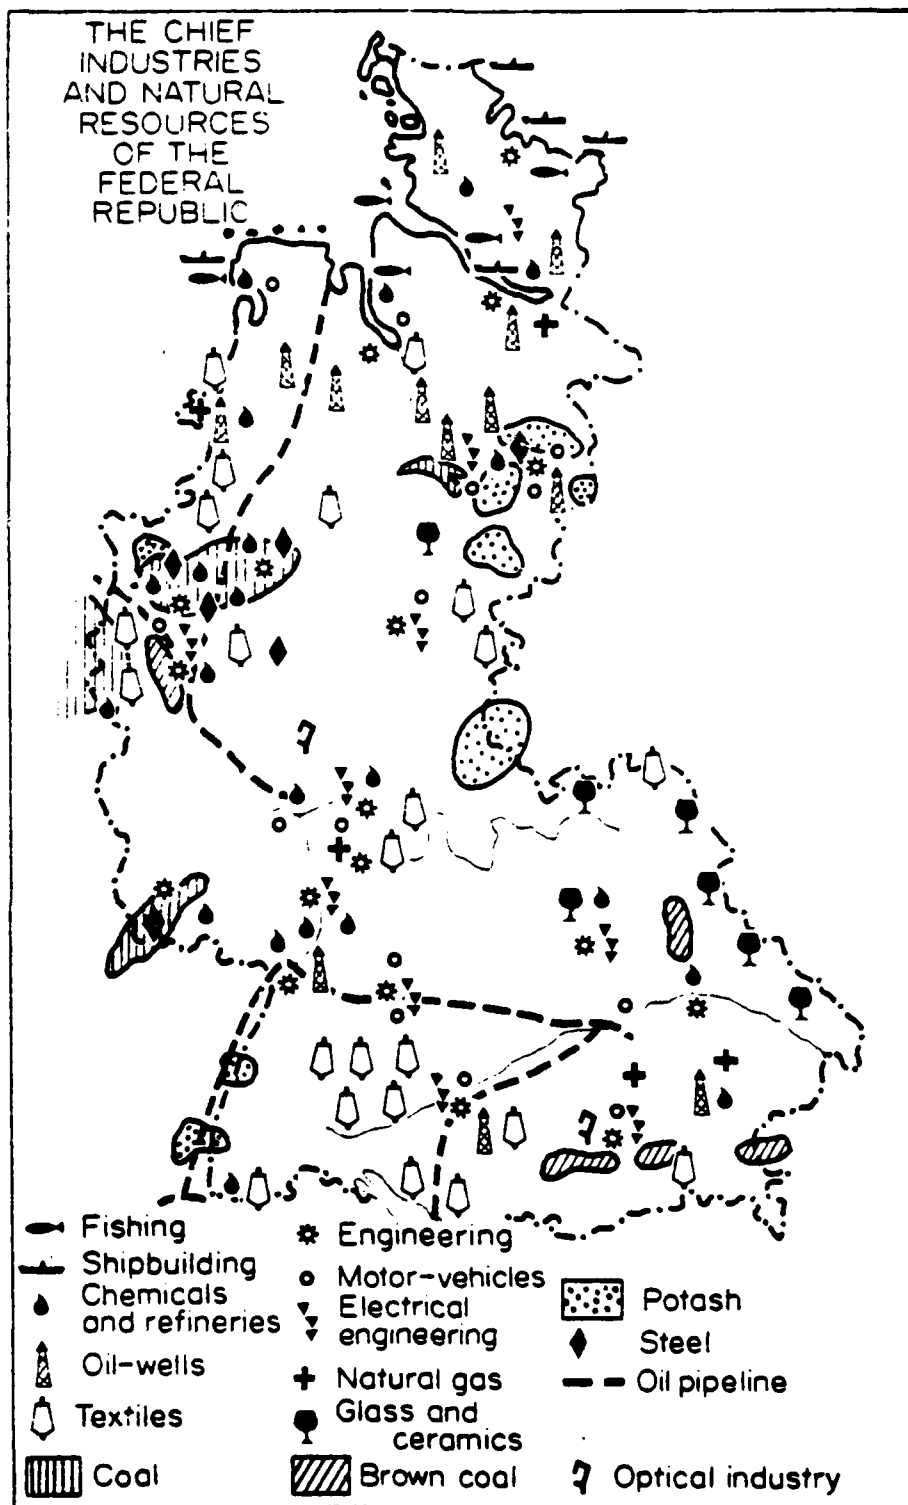 THE CHIEF
INDUSTRIES
AND NATURAL
RESOURCES
OF THE
FEDERAL
REPUBLIC
Fishing
Shipbuilding
Chemicals
and refineries
Oil-wells
Textiles
Coal
Engineering
Motor-vehicles
Electrical
engineering
Natural gas
Glass and
ceramics
Brown coal
Potash
Steel
Oil pipeline
Optical industry